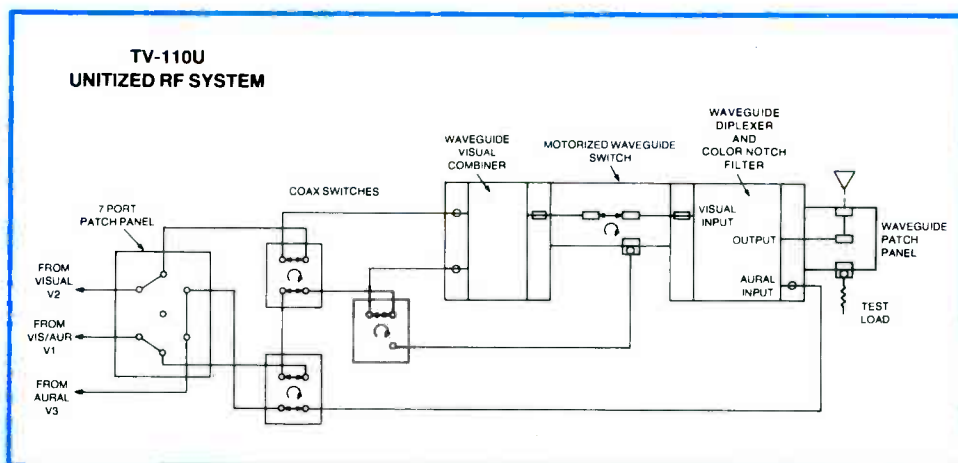 TV-110U
UNITIZED RF SYSTEM
WAVEGUIDE
DIPLEXER
AND
COLOR NOTCH
FILTER
WAVEGUIDE
VISUAL
COMBINER
MOTORIZED WAVEGUIDE
SWITCH
COAX SWITCHES
7 PORT
PATCH PANEL
VISUAL
INPUT
OUTPUT
WAVEGUIDE
PATCH
PANEL
AURAL
INPUT
TEST
LOAD
FROM
VISUAL
V2
FROM
VIS/AUR
V1
FROM
AURAL
V3